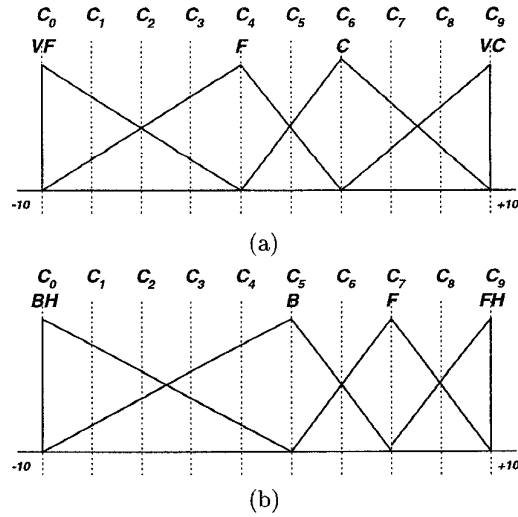 C0 C1 C2 C3 C4 C5 C6 C7 C8 C9
VF F C VC
-10 +10
(a)
C0 C1 C2 C3 C4 C5 C6 C7 C8 C9
BH B F FH
-10 +10
(b)